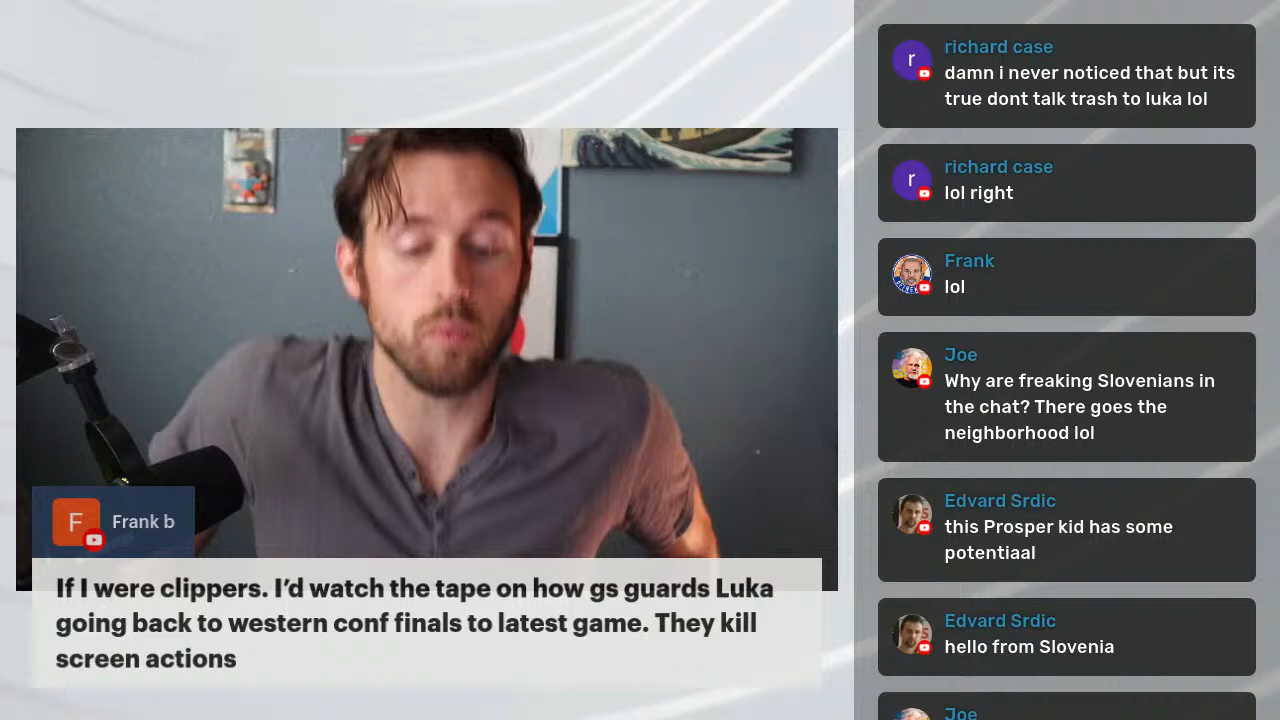 richard case
damn i never noticed that but its
true dont talk trash to luka lol
richard case
lol right
Frank
lol
Joe
Why are freaking Slovenians in
the chat? There goes the
neighborhood lol
Edvard Srdic
this Prosper kid has some
potentiaal
Edvard Srdic
hello from Slovenia
Joe
F
Frank b
If I were clippers. I’d watch the tape on how gs guards Luka
going back to western conf finals to latest game. They kill
screen actions